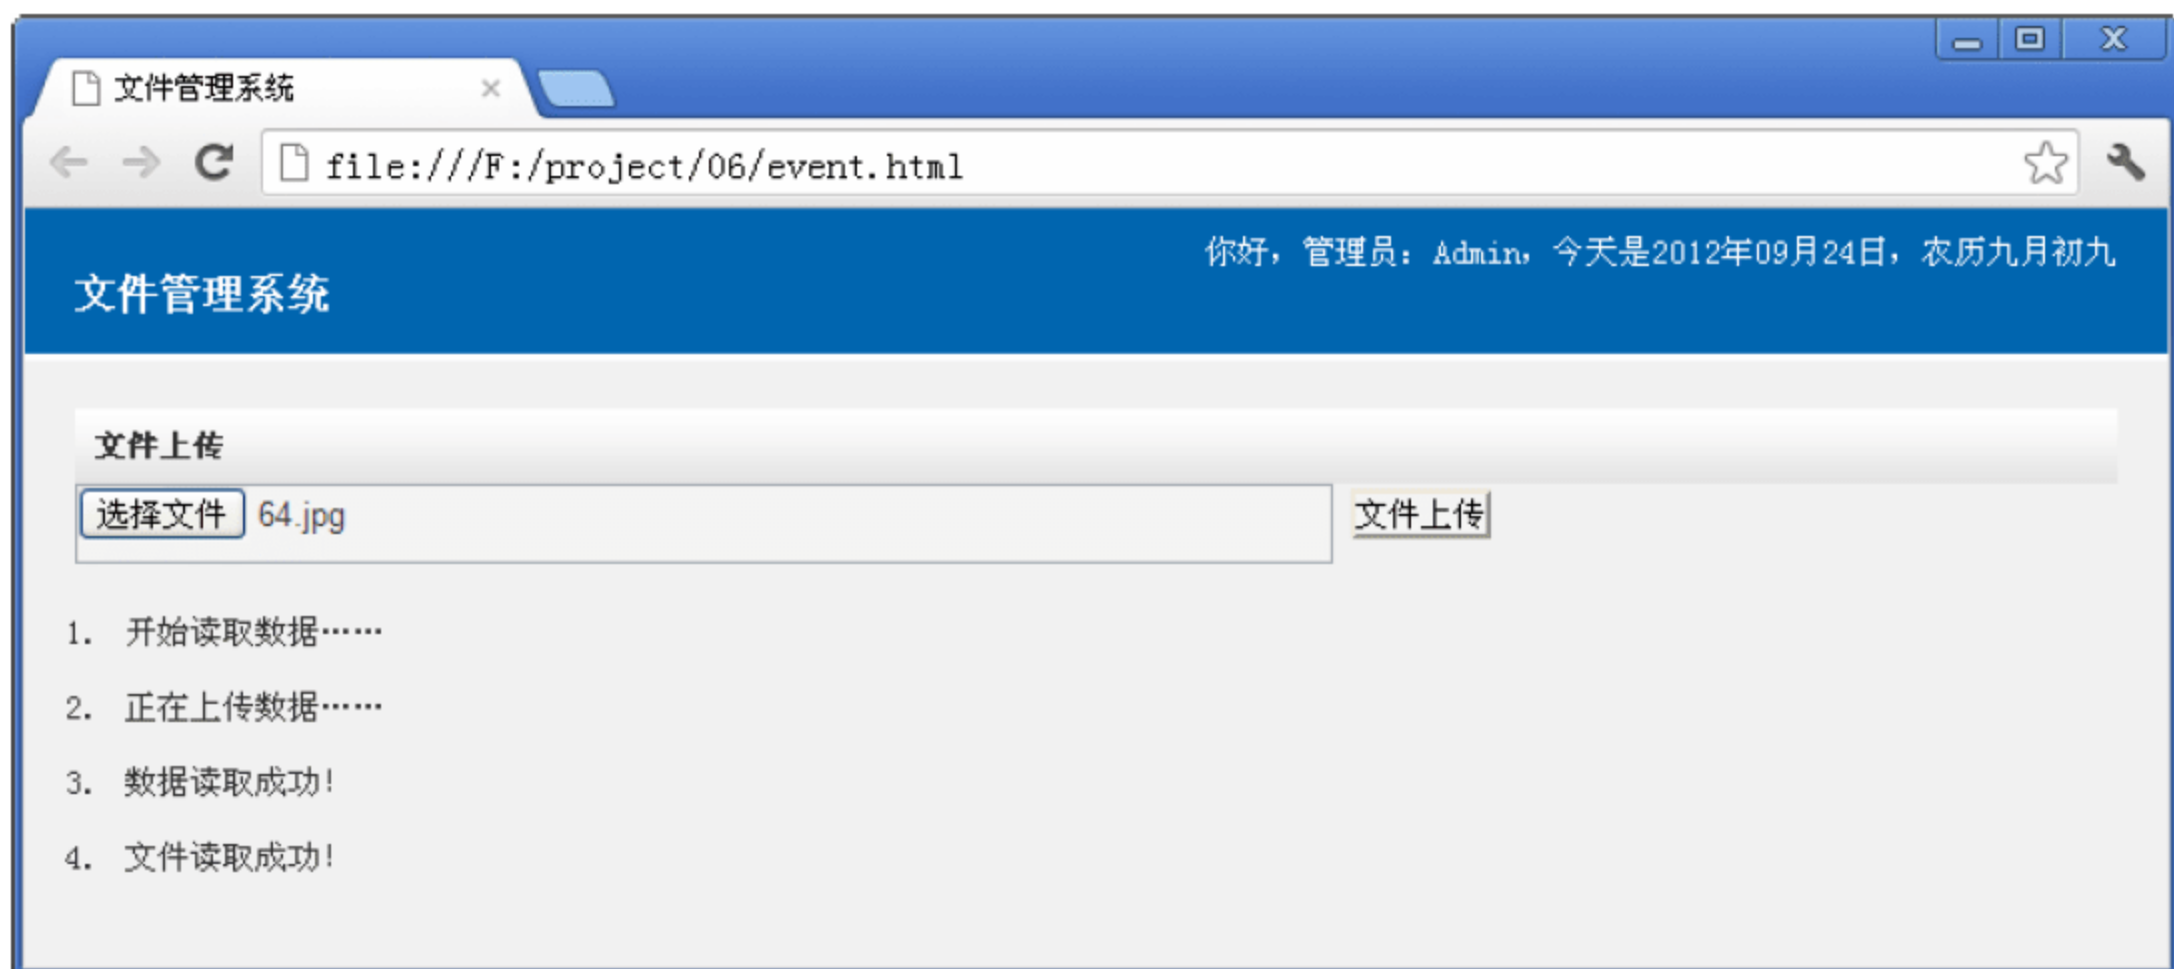 文件管理系统
file:///F:/project/06/event.html
你好，管理员：Admin，今天是2012年09月24日，农历九月初九
文件管理系统
文件上传
选择文件 64.jpg 文件上传
1. 开始读取数据……
2. 正在上传数据……
3. 数据读取成功！
4. 文件读取成功！